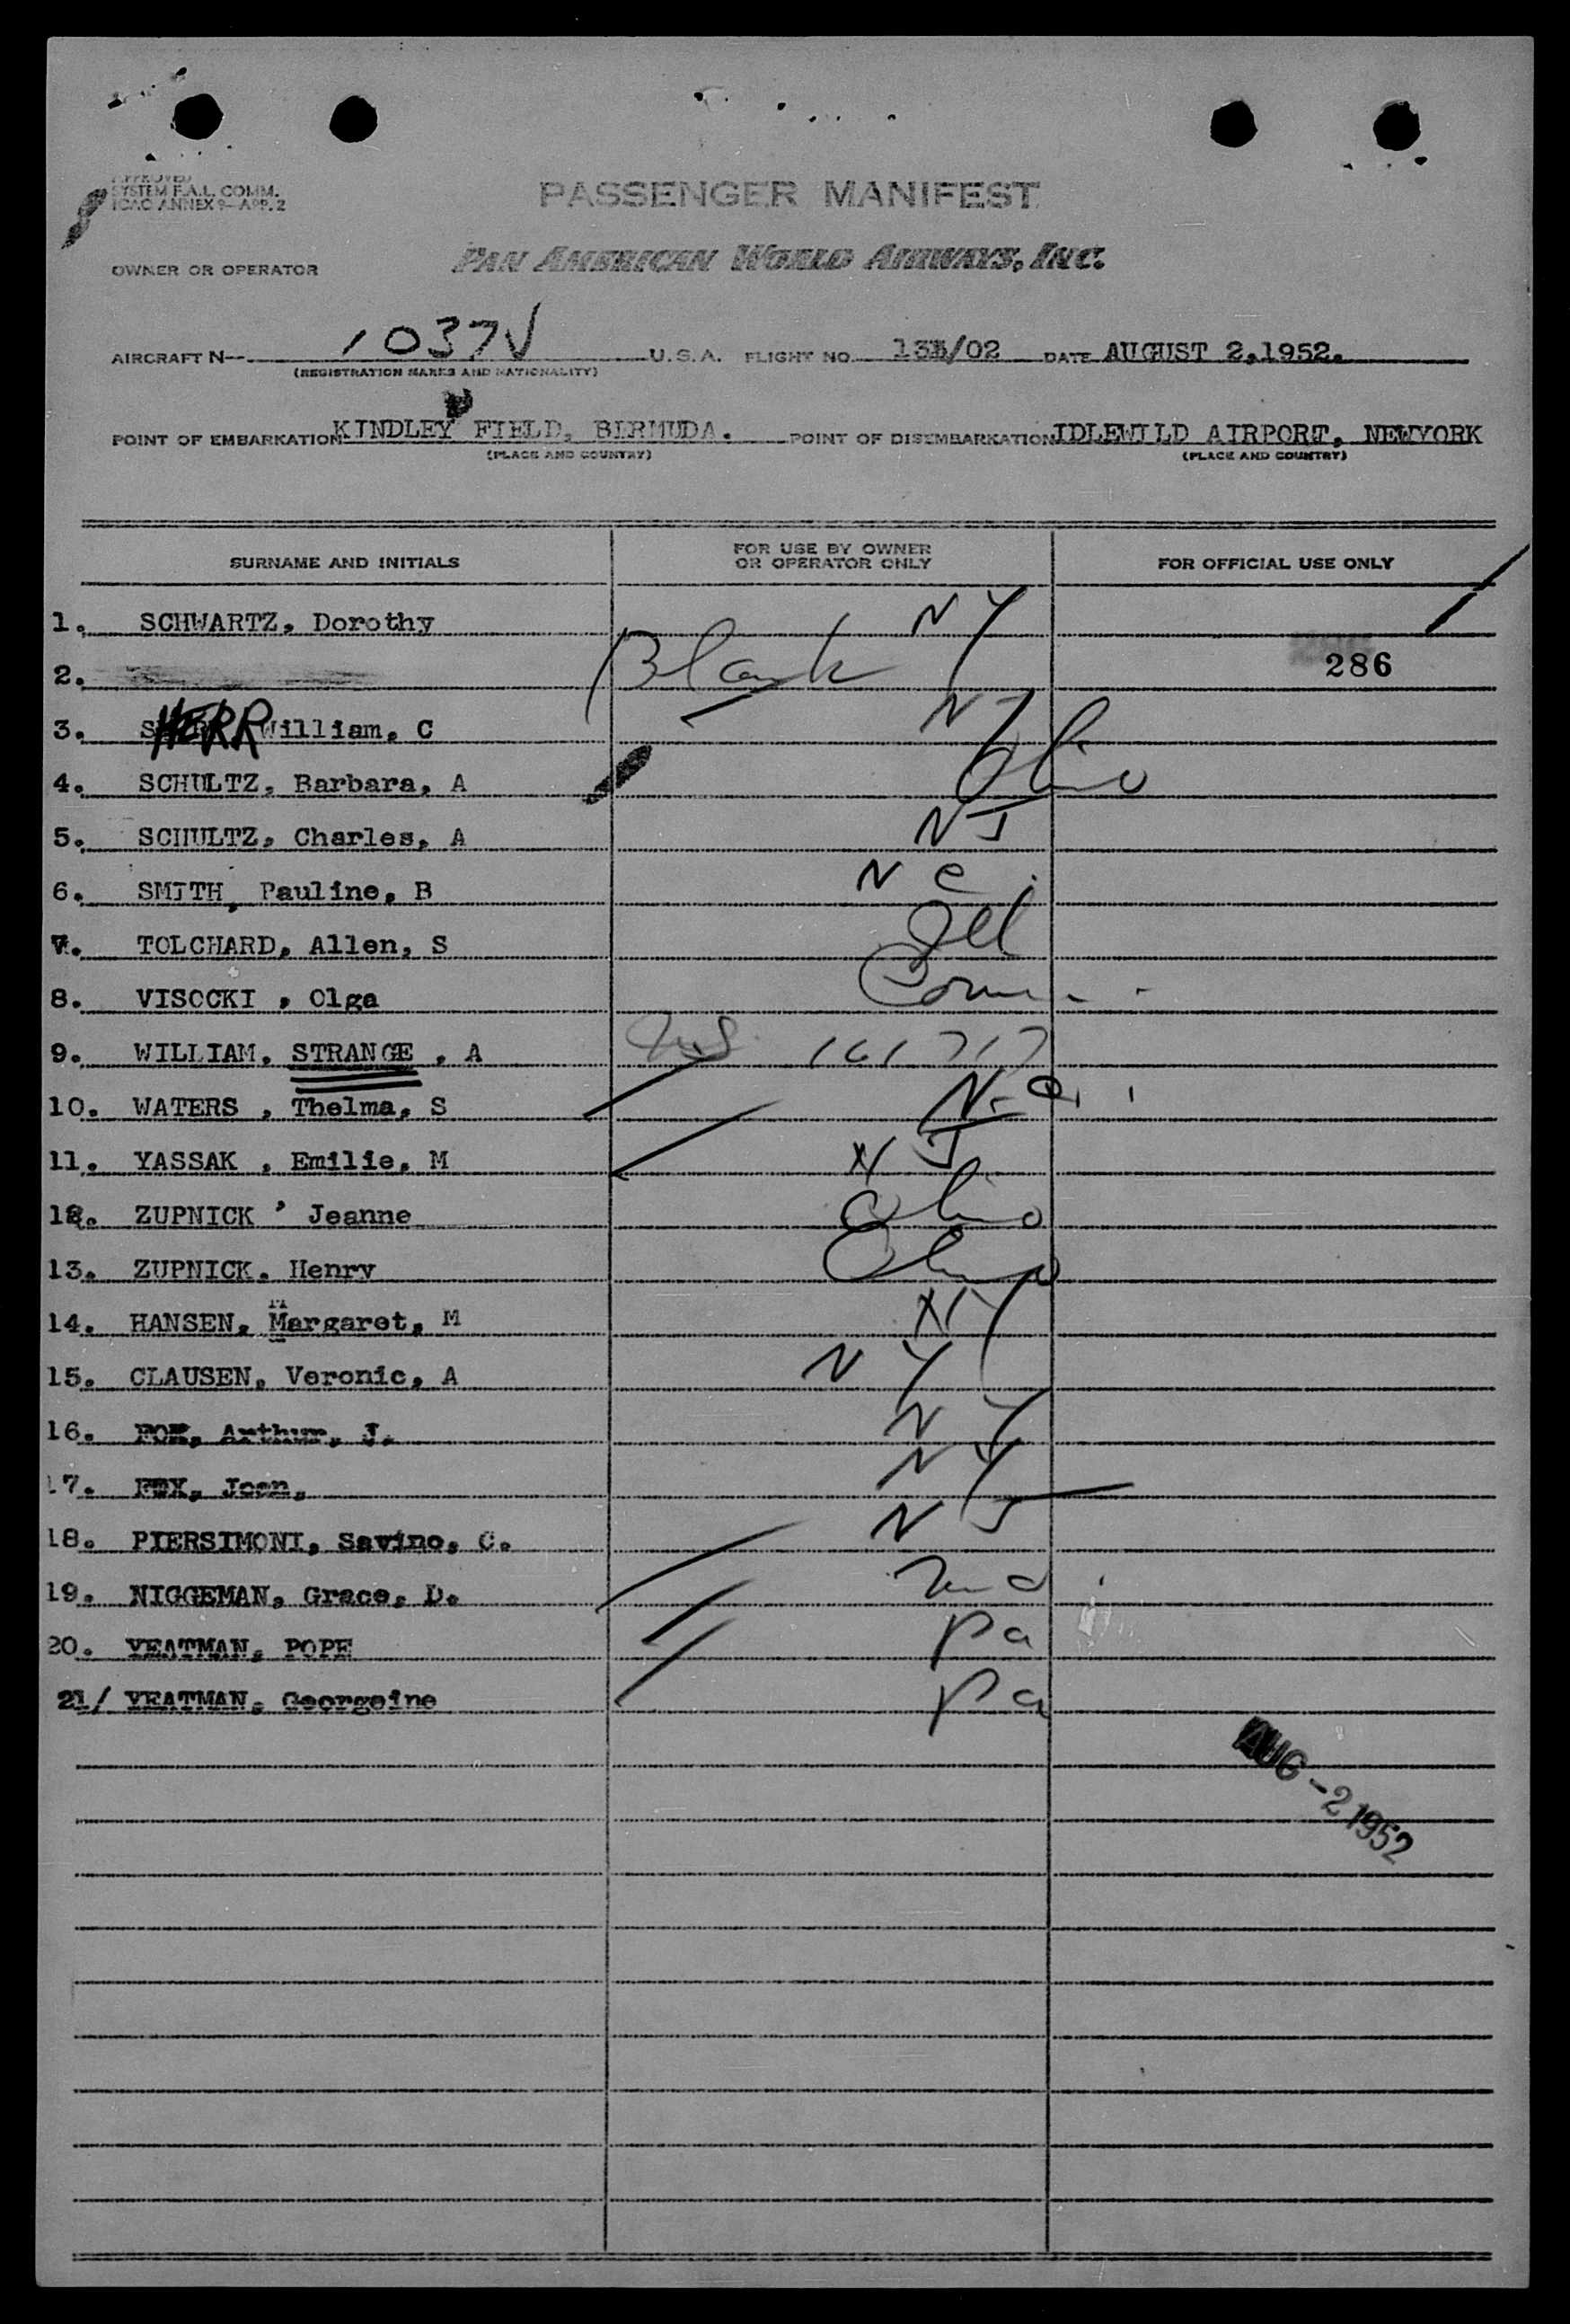 APPROVED
SYSTEM F.A.L. COMM.
ICAO ANNEX 9-APP. 2
PASSENGER MANIFEST
OWNER OR OPERATOR PAN AMERICAN WORLD AIRWAYS, INC.
AIRCRAFT N-- 1037V U.S.A. FLIGHT NO. /02 DATE AUGUST 2,1952.
(REGISTRATION MARKS AND NATIONALITY)
POINT OF EMBARKATION KINDLEY FIELD, BERMUDA. POINT OF DISEMBARKATION IDLEWILD AIRPORT, NEWYORK
(PLACE AND COUNTRY) (PLACE AND COUNTRY)
SURNAME AND INITIALS FOR USE BY OWNER OR OPERATOR ONLY FOR OFFICIAL USE ONLY
1. SCHWARTZ, Dorothy NY
2. Blank 286
3. HERR William, C NJ
4. SCHULTZ, Barbara, A Ohio
5. SCHULTZ, Charles, A NJ
6. SMITH, Pauline, B N C.
7. TOLCHARD, Allen, S Ill
8. VISOCKI , Olga Conn
9. WILLIAM, STRANGE , A 161717
10. WATERS , Thelma, S N.C.
11. YASSAK , Emilie, M NJ
12. ZUPNICK , Jeanne Ohio
13. ZUPNICK. Henry Ohio
14. HANSEN, Margaret, M NY
15. CLAUSEN, Veronic, A NY
16. FOX, Arthur, J. NY
17. FOX, Jean, NY
18. PIERSIMONI, Savino, C. NJ
19. NIGGEMAN, Grace, D. Md.
20. YEATMAN, POPE Pa
21/ YEATMAN, Georgeine Pa
AUG -2 1952